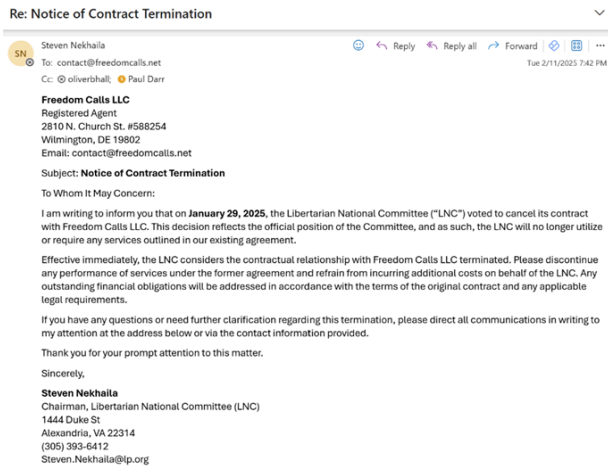 Re: Notice of Contract Termination
SN
Steven Nekhaila
Reply
Reply all
Forward
To: contact@freedomcalls.net
Tue 2/11/2025 7:42 PM
Cc: oliverbhall; Paul Darr
Freedom Calls LLC
Registered Agent
2810 N. Church St. #588254
Wilmington, DE 19802
Email: contact@freedomcalls.net
Subject: Notice of Contract Termination
To Whom It May Concern:
I am writing to inform you that on January 29, 2025, the Libertarian National Committee ("LNC") voted to cancel its contract
with Freedom Calls LLC. This decision reflects the official position of the Committee, and as such, the LNC will no longer utilize
or require any services outlined in our existing agreement.
Effective immediately, the LNC considers the contractual relationship with Freedom Calls LLC terminated. Please discontinue
any performance of services under the former agreement and refrain from incurring additional costs on behalf of the LNC. Any
outstanding financial obligations will be addressed in accordance with the terms of the original contract and any applicable
legal requirements.
If you have any questions or need further clarification regarding this termination, please direct all communications in writing to
my attention at the address below or via the contact information provided.
Thank you for your prompt attention to this matter.
Sincerely,
Steven Nekhaila
Chairman, Libertarian National Committee (LNC)
1444 Duke St
Alexandria, VA 22314
(305) 393-6412
Steven.Nekhaila@lp.org